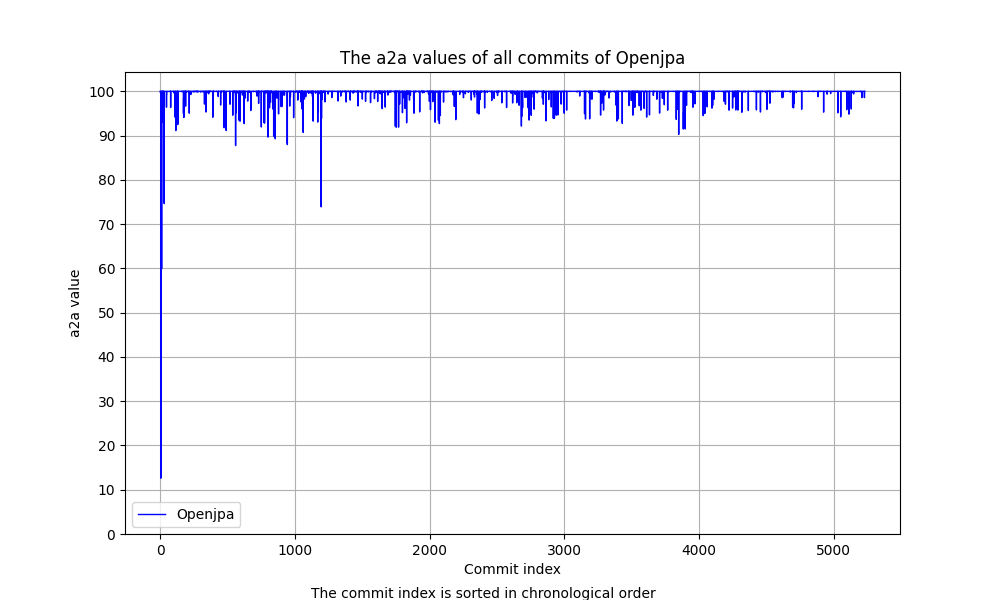 The a2a values of all commits of Openjpa
100
90
80
70
60
50
40
30
20
10
0
a2a value
Openjpa
0 1000 2000 3000 4000 5000
Commit index
The commit index is sorted in chronological order